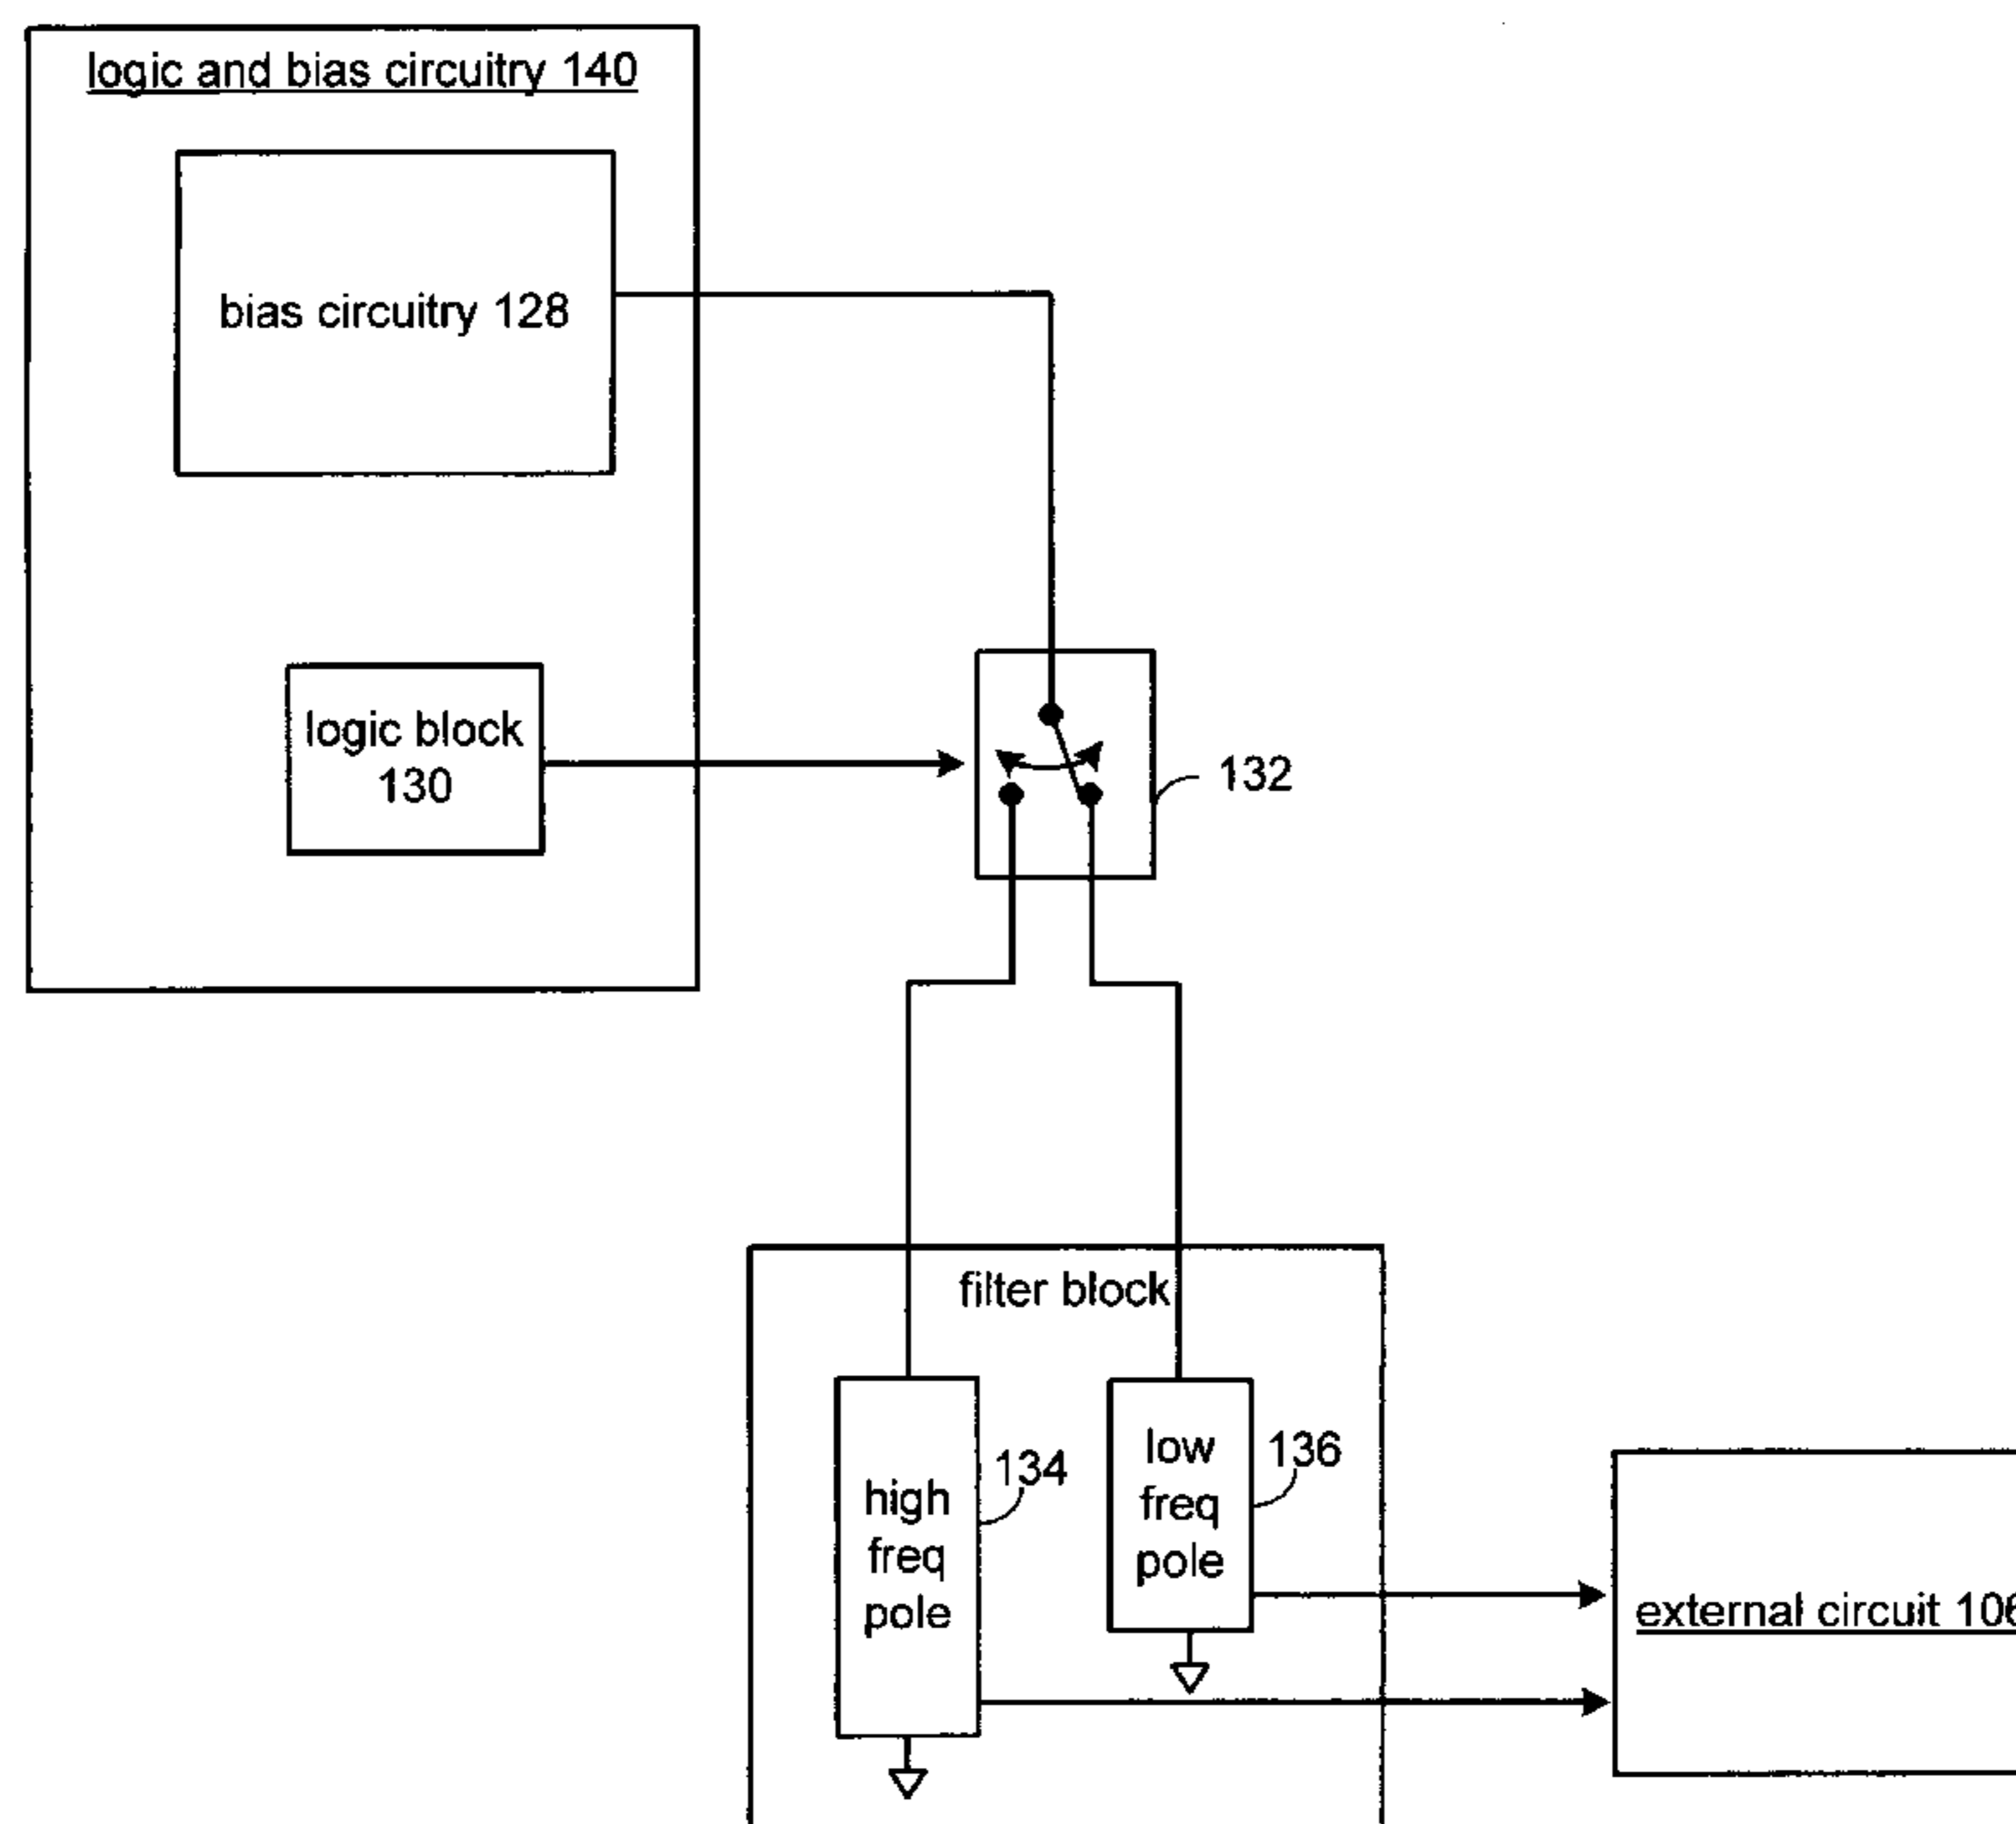 logic and bias circuitry 140
bias circuitry 128
logic block
130
132
filter block
134
136
high
freq
pole
low
freq
pole
external circuit 106